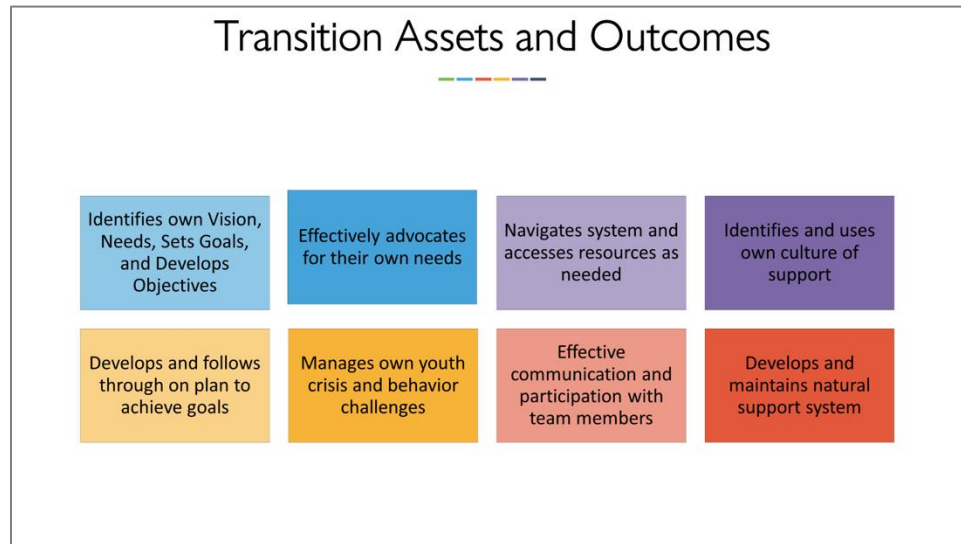 Transition Assets and Outcomes
Identifies own Vision,
Needs, Sets Goals,
and Develops
Objectives
Effectively advocates
for their own needs
Navigates system and
accesses resources as
needed
Identifies and uses
own culture of
support
Develops and follows
through on plan to
achieve goals
Manages own youth
crisis and behavior
challenges
Effective
communication and
participation with
team members
Develops and
maintains natural
support system